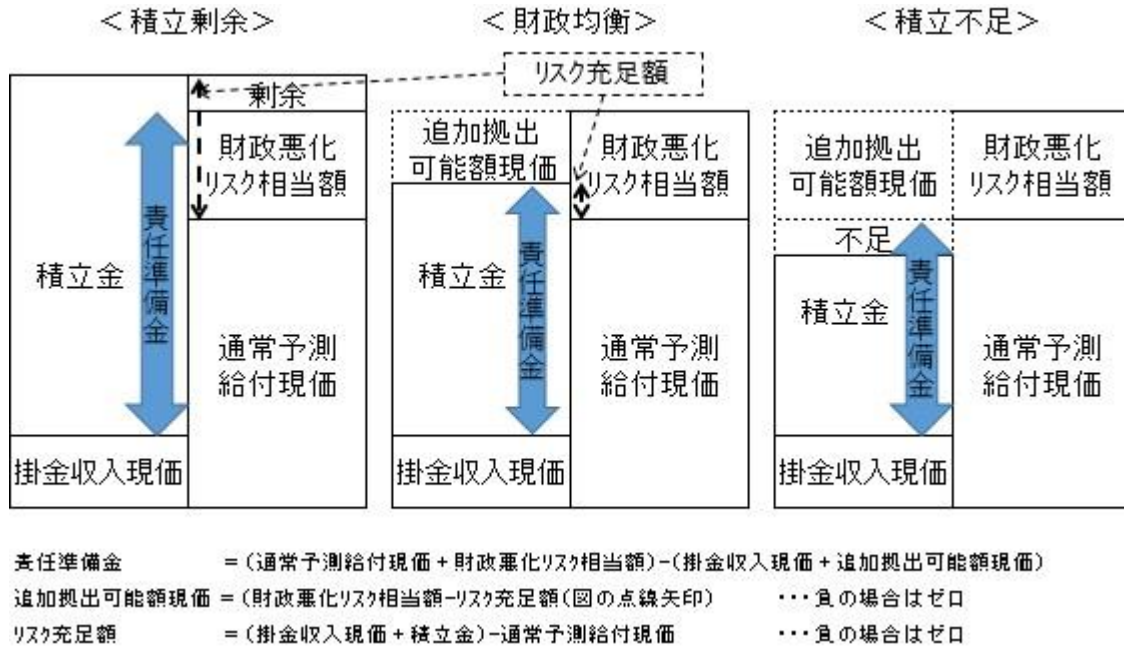 ＜積立剰余＞
＜財政均衡＞
＜積立不足＞
リスク充足額
剰余
財政悪化
リスク相当額
積立金
責任準備金
通常予測
給付現価
掛金収入現価
追加拠出
可能額現価
財政悪化
リスク相当額
積立金
責任準備金
通常予測
給付現価
掛金収入現価
追加拠出
可能額現価
財政悪化
リスク相当額
不足
積立金
責任準備金
通常予測
給付現価
掛金収入現価
責任準備金 =（通常予測給付現価＋財政悪化リスク相当額）−（掛金収入現価＋追加拠出可能額現価）
追加拠出可能額現価 =（財政悪化リスク相当額−リスク充足額（図の点線矢印） ・・・負の場合はゼロ
リスク充足額 =（掛金収入現価＋積立金）−通常予測給付現価 ・・・負の場合はゼロ